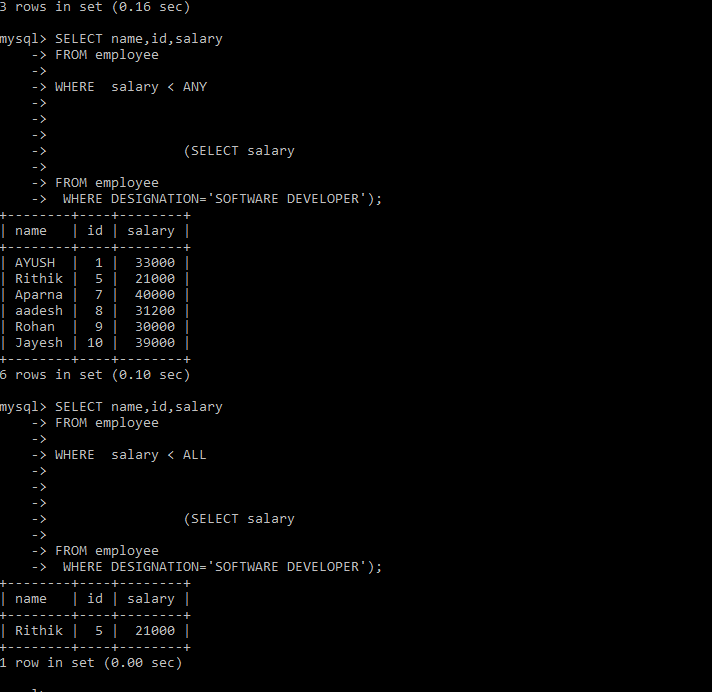 3 rows in set (0.16 sec)
mysql> SELECT name,id,salary
    -> FROM employee
    ->
    -> WHERE  salary < ANY
    ->
    ->
    ->
    ->                 (SELECT salary
    ->
    -> FROM employee
    ->  WHERE DESIGNATION='SOFTWARE DEVELOPER');
+--------+----+--------+
| name   | id | salary |
+--------+----+--------+
| AYUSH  |  1 |  33000 |
| Rithik |  5 |  21000 |
| Aparna |  7 |  40000 |
| aadesh |  8 |  31200 |
| Rohan  |  9 |  30000 |
| Jayesh | 10 |  39000 |
+--------+----+--------+
6 rows in set (0.10 sec)
mysql> SELECT name,id,salary
    -> FROM employee
    ->
    -> WHERE  salary < ALL
    ->
    ->
    ->
    ->                 (SELECT salary
    ->
    -> FROM employee
    ->  WHERE DESIGNATION='SOFTWARE DEVELOPER');
+--------+----+--------+
| name   | id | salary |
+--------+----+--------+
| Rithik |  5 |  21000 |
+--------+----+--------+
1 row in set (0.00 sec)